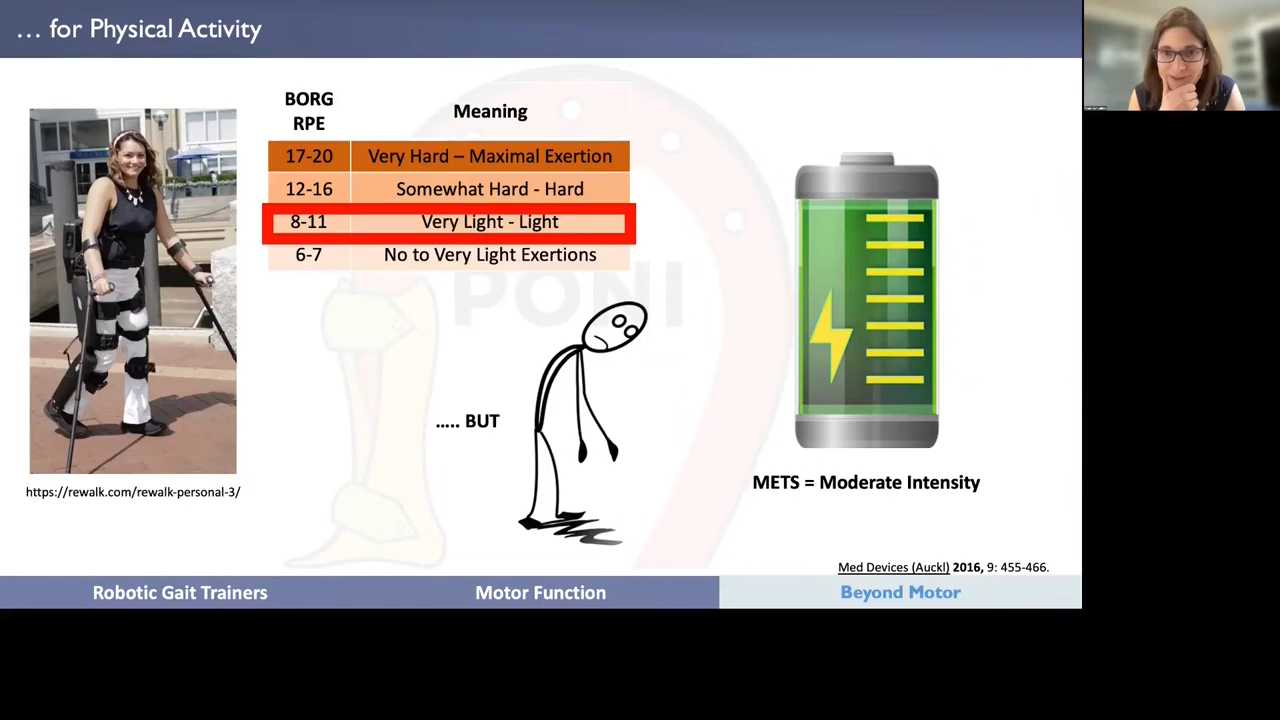 … for Physical Activity
BORG
RPE
Meaning
17-20
Very Hard – Maximal Exertion
12-16
Somewhat Hard - Hard
8-11
Very Light - Light
6-7
No to Very Light Exertions
PONI
….. BUT
https://rewalk.com/rewalk-personal-3/
METS = Moderate Intensity
Med Devices (Auckl) 2016, 9: 455-466.
Robotic Gait Trainers
Motor Function
Beyond Motor